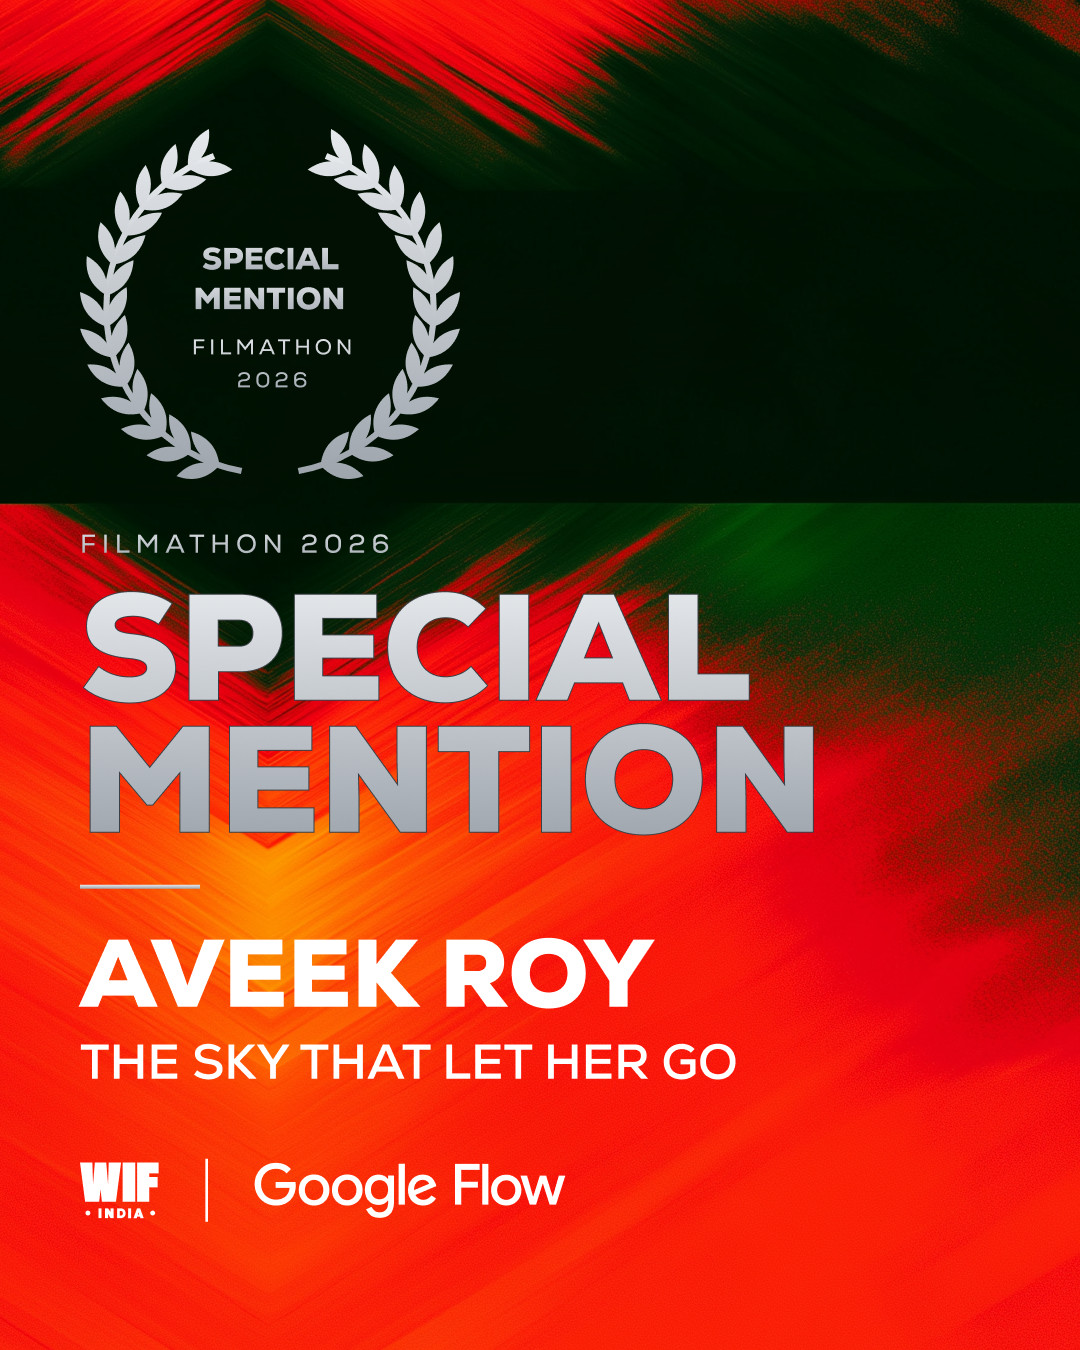 SPECIAL
MENTION
FILMATHON
2026
FILMATHON 2026
SPECIAL
MENTION
AVEEK ROY
THE SKY THAT LET HER GO
WIF
• INDIA •
Google Flow